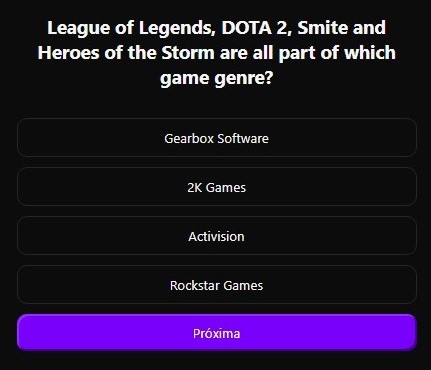 League of Legends, DOTA 2, Smite and
Heroes of the Storm are all part of which
game genre?
Gearbox Software
2K Games
Activision
Rockstar Games
Próxima